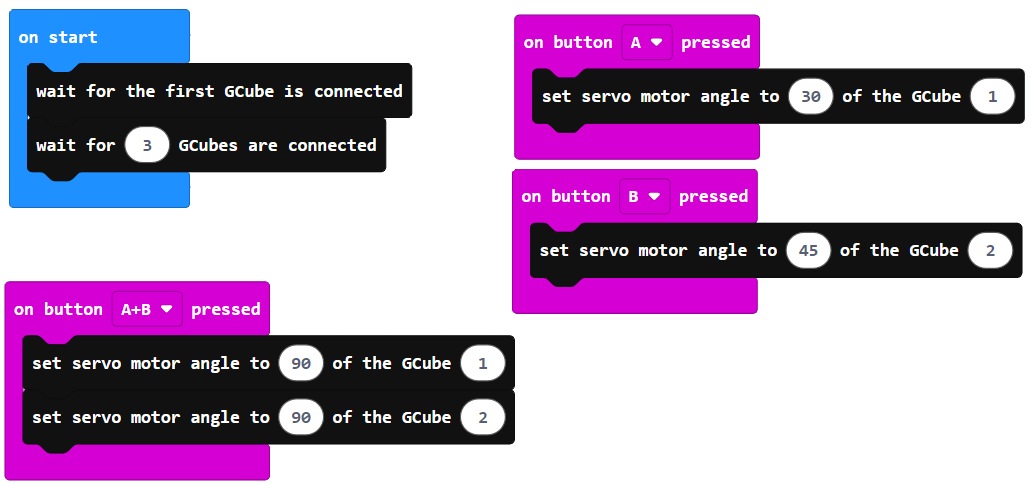 on start
wait for the first GCube is connected
wait for 3 GCubes are connected
on button A pressed
set servo motor angle to 30 of the GCube 1
on button B pressed
set servo motor angle to 45 of the GCube 2
on button A+B pressed
set servo motor angle to 90 of the GCube 1
set servo motor angle to 90 of the GCube 2